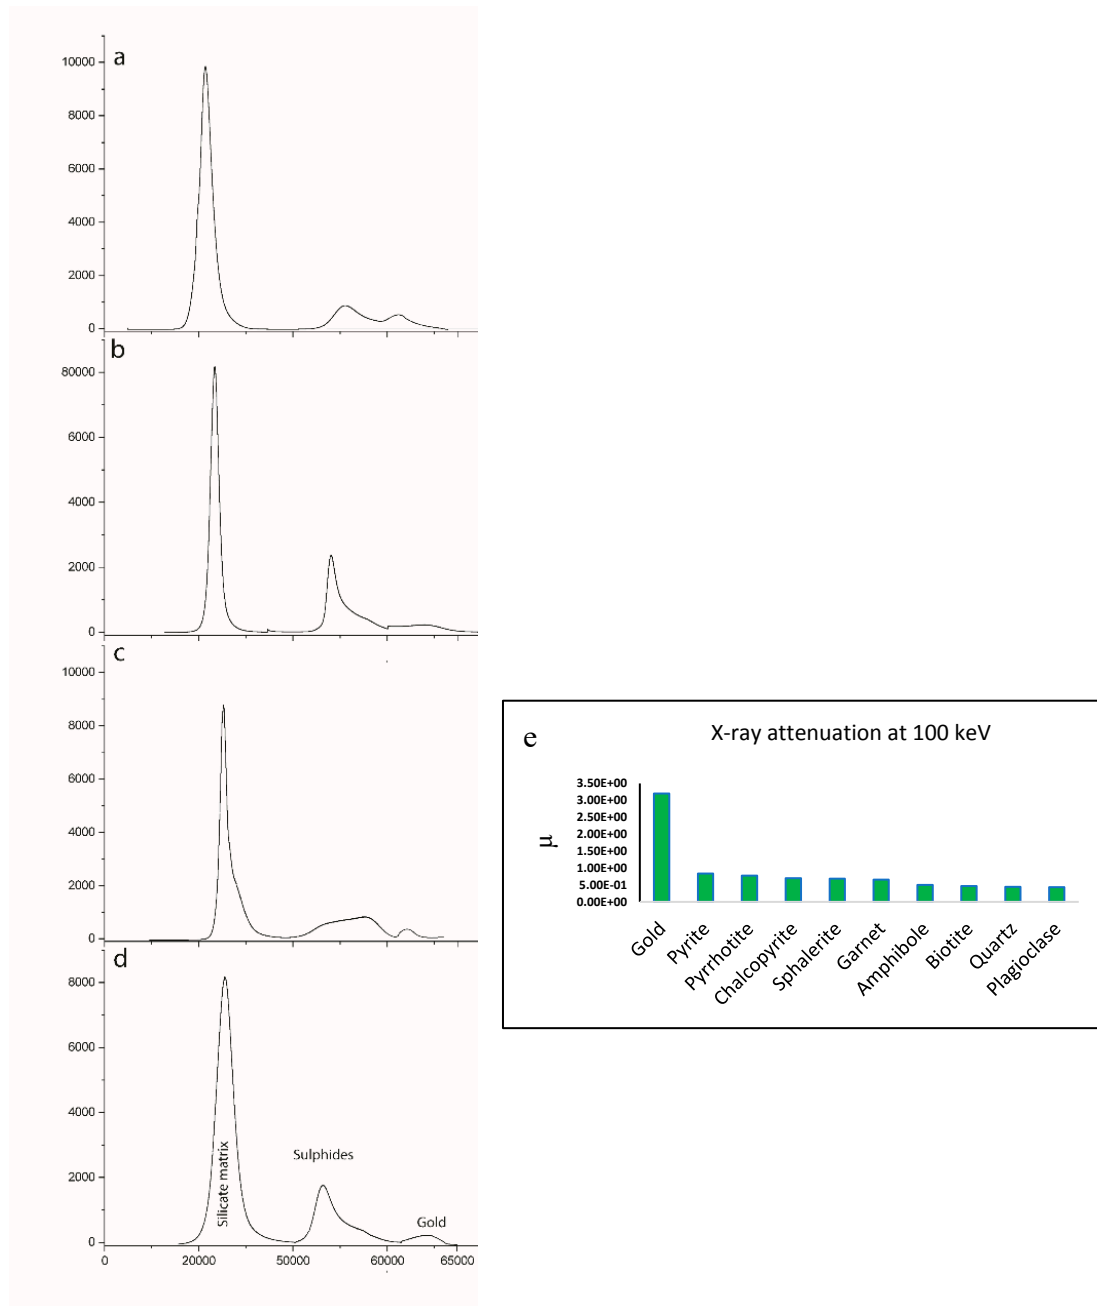 a
10000
8000
6000
4000
2000
0
b
80000
6000
4000
2000
0
c
10000
8000
6000
4000
2000
0
d
8000
6000
4000
2000
0
Silicate matrix
Sulphides
Gold
0 20000 50000 60000 65000
e
X-ray attenuation at 100 keV
μ
3.50E+00
3.00E+00
2.50E+00
2.00E+00
1.50E+00
1.00E+00
5.00E-01
0.00E+00
Gold
Pyrite
Pyrrhotite
Chalcopyrite
Sphalerite
Garnet
Amphibole
Biotite
Quartz
Plagioclase